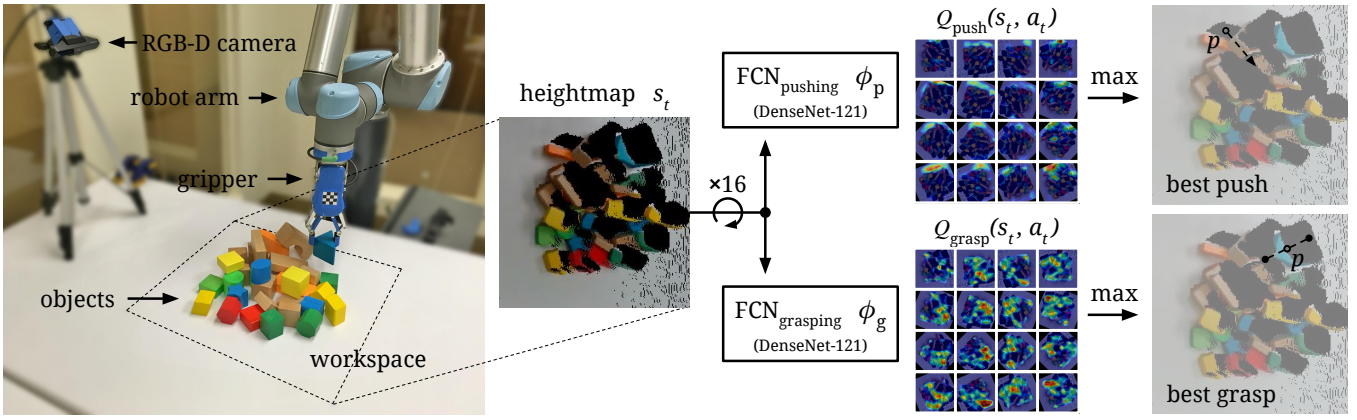 RGB-D camera
robot arm
gripper
objects
workspace
heightmap s_t
×16
FCN_pushing ϕ_p
(DenseNet-121)
FCN_grasping ϕ_g
(DenseNet-121)
Q_push(s_t, a_t)
max
p
best push
Q_grasp(s_t, a_t)
max
p
best grasp